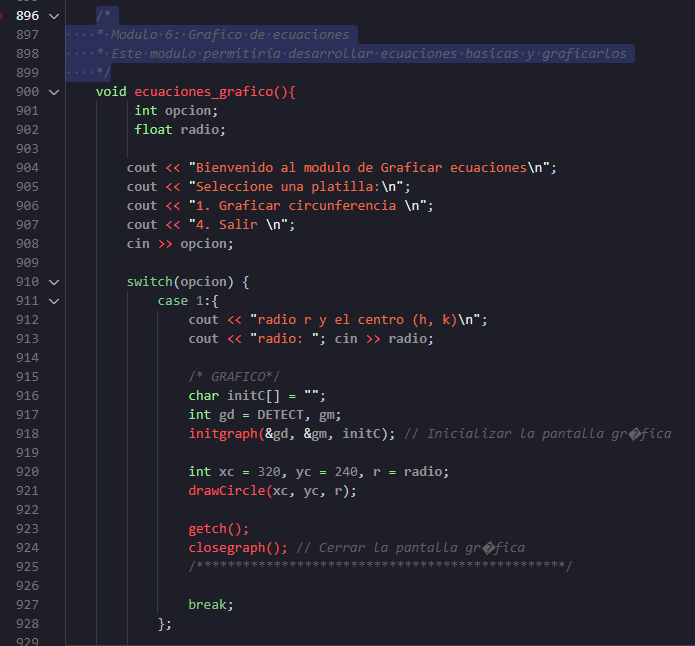 896 /*
897 * Modulo 6: Grafico de ecuaciones
898 * Este modulo permitiría desarrollar ecuaciones basicas y graficarlos
899 */
900 void ecuaciones_grafico(){
901 int opcion;
902 float radio;
903
904 cout << "Bienvenido al modulo de Graficar ecuaciones\n";
905 cout << "Seleccione una platilla:\n";
906 cout << "1. Graficar circunferencia \n";
907 cout << "4. Salir \n";
908 cin >> opcion;
909
910 switch(opcion) {
911 case 1:{
912 cout << "radio r y el centro (h, k)\n";
913 cout << "radio: "; cin >> radio;
914
915 /* GRAFICO*/
916 char initC[] = "";
917 int gd = DETECT, gm;
918 initgraph(&gd, &gm, initC); // Inicializar la pantalla gr�fica
919
920 int xc = 320, yc = 240, r = radio;
921 drawCircle(xc, yc, r);
922
923 getch();
924 closegraph(); // Cerrar la pantalla gr�fica
925 /************************************************/
926
927 break;
928 };
929